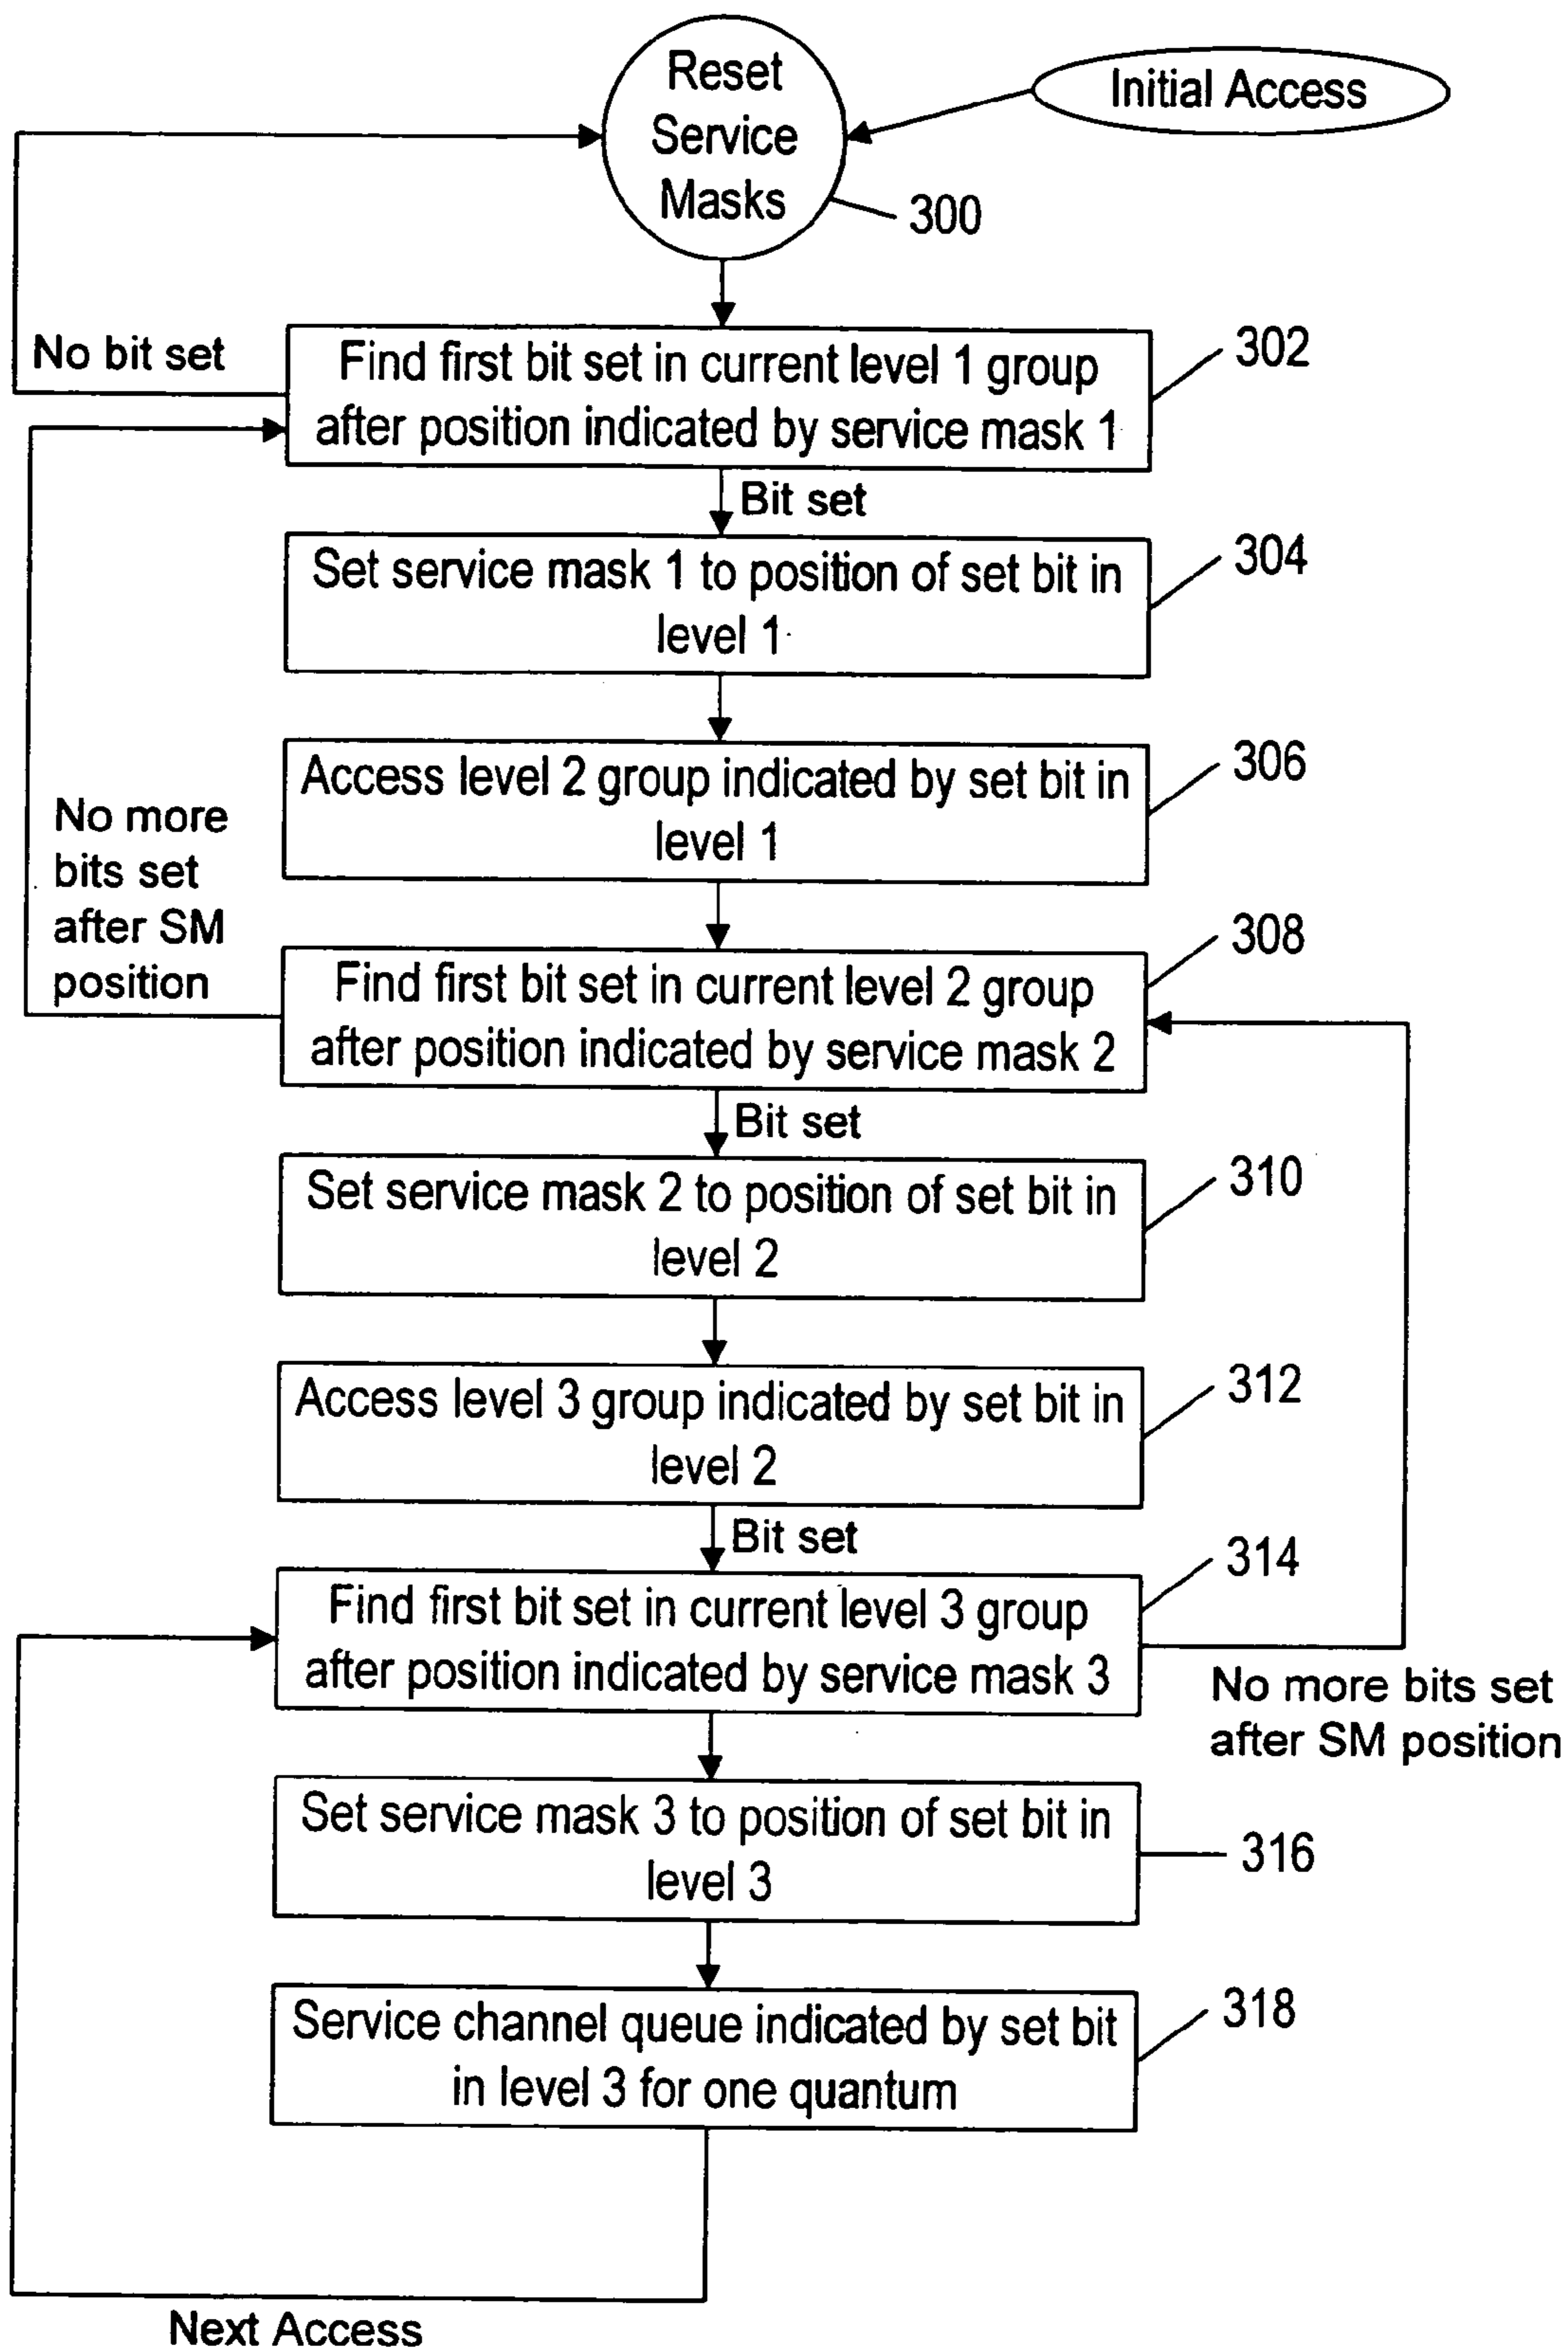 Reset
Service
Masks
Initial Access
300
No bit set
Find first bit set in current level 1 group
after position indicated by service mask 1
302
Bit set
Set service mask 1 to position of set bit in
level 1
304
Access level 2 group indicated by set bit in
level 1
306
No more
bits set
after SM
position
Find first bit set in current level 2 group
after position indicated by service mask 2
308
Bit set
Set service mask 2 to position of set bit in
level 2
310
Access level 3 group indicated by set bit in
level 2
312
Bit set
Find first bit set in current level 3 group
after position indicated by service mask 3
314
No more bits set
after SM position
Set service mask 3 to position of set bit in
level 3
316
Service channel queue indicated by set bit
in level 3 for one quantum
318
Next Access